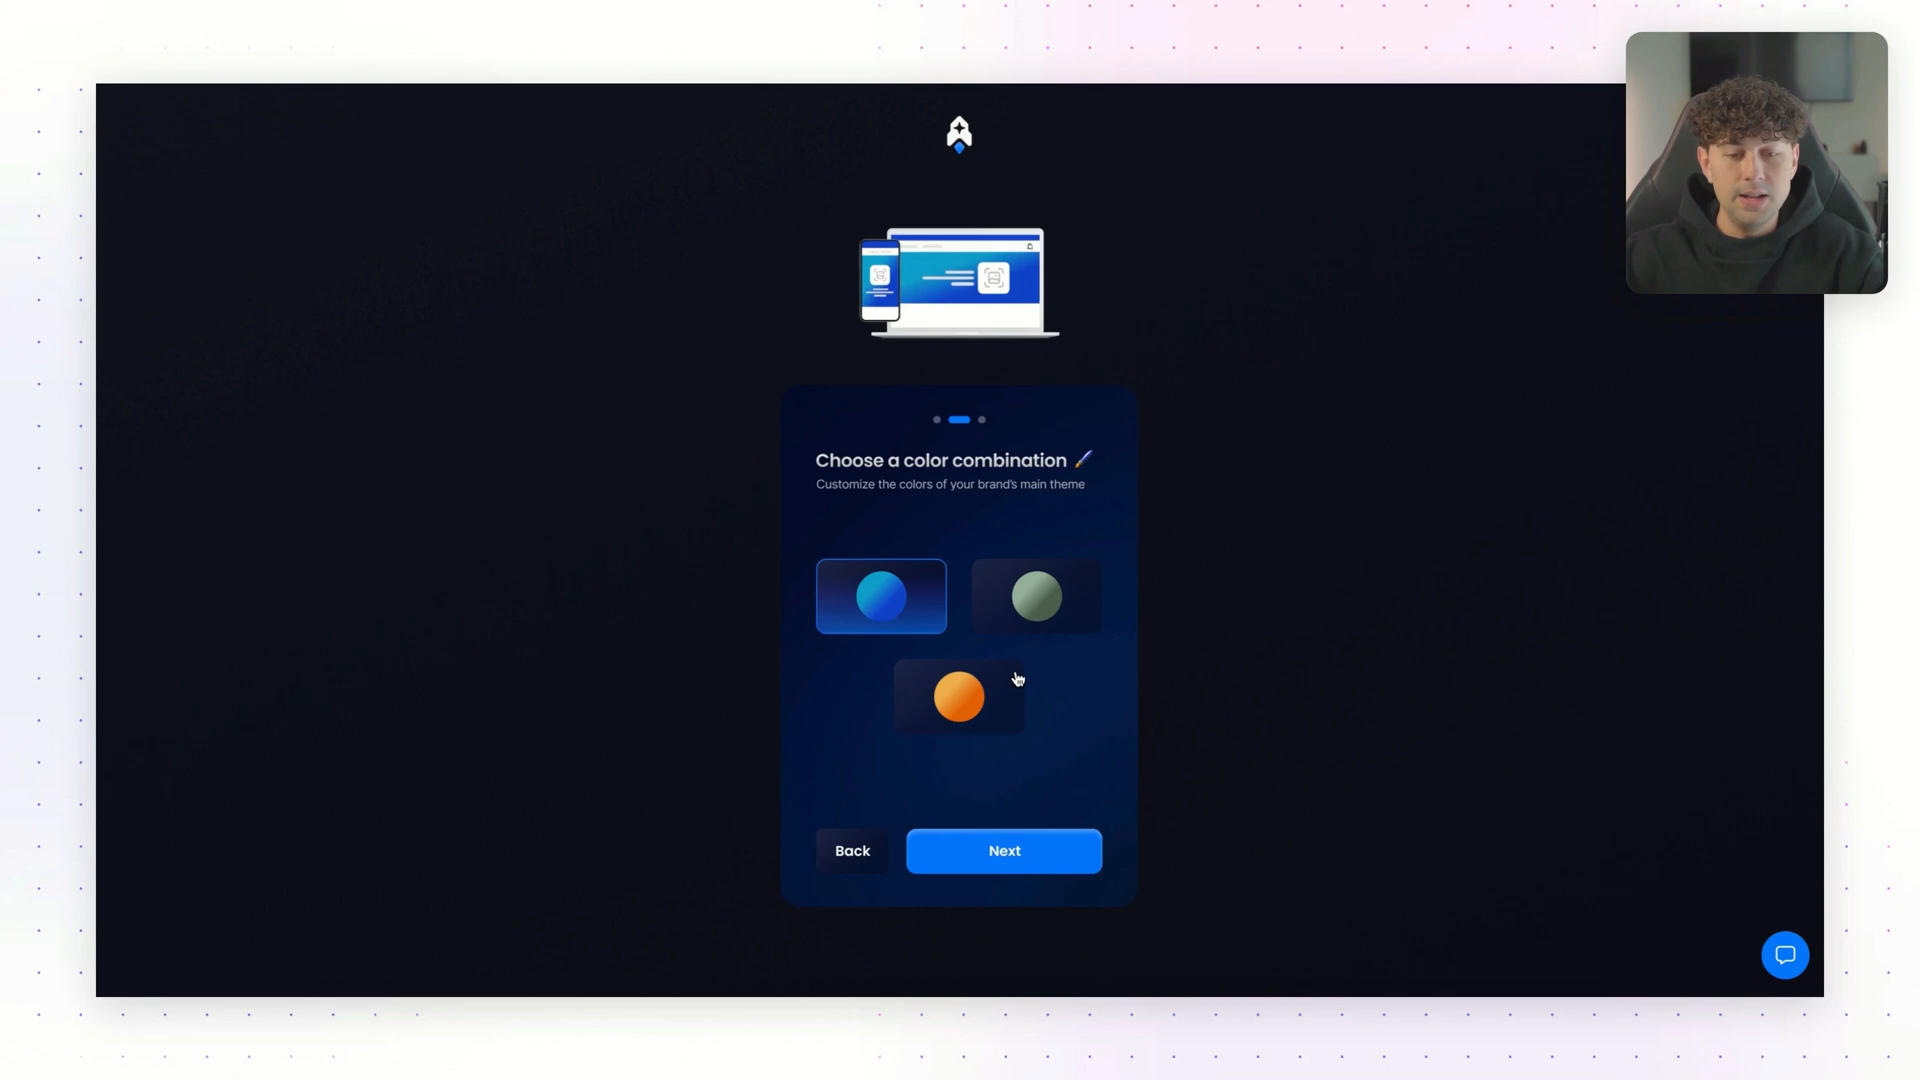 Choose a color combination
Customize the colors of your brand's main theme
Back
Next